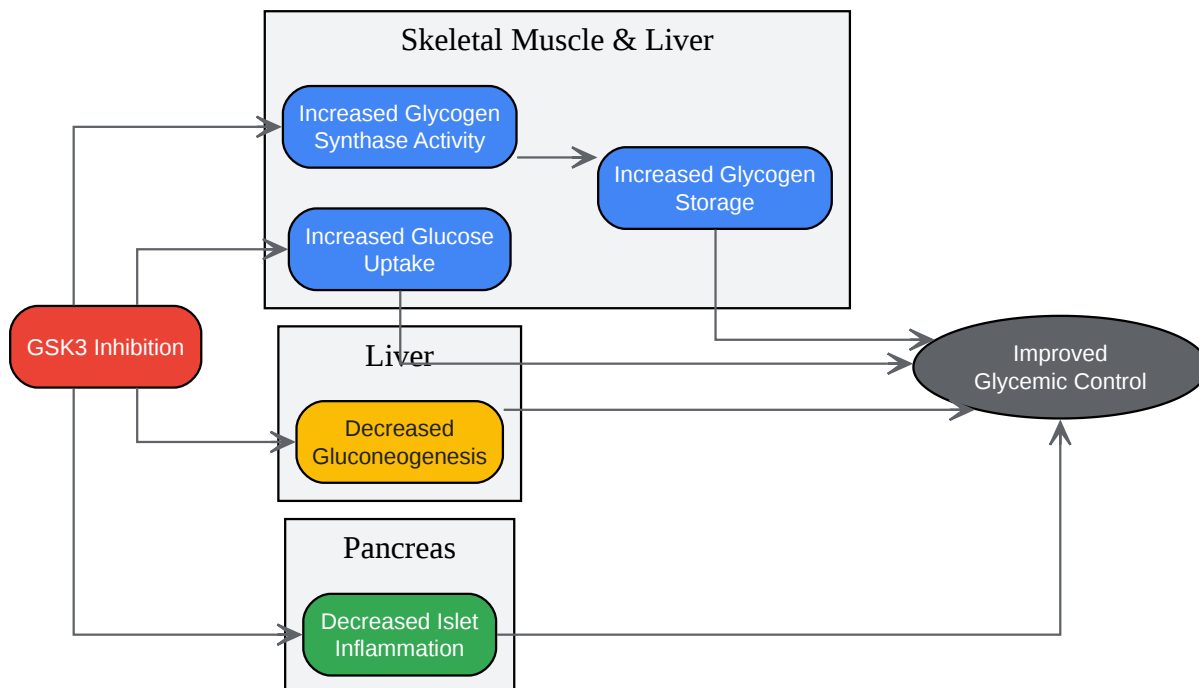 Skeletal Muscle & Liver
Increased Glycogen
Synthase Activity
Increased Glycogen
Storage
Increased Glucose
Uptake
GSK3 Inhibition
Liver
Improved
Glycemic Control
Decreased
Gluconeogenesis
Pancreas
Decreased Islet
Inflammation